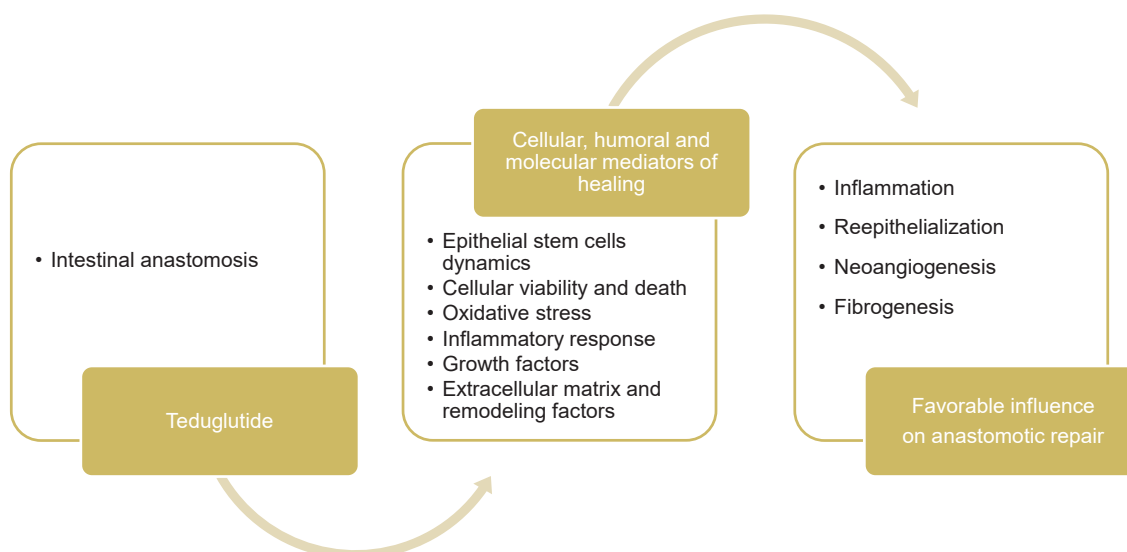 • Intestinal anastomosis
Teduglutide
Cellular, humoral and
molecular mediators of
healing
• Epithelial stem cells
dynamics
• Cellular viability and death
• Oxidative stress
• Inflammatory response
• Growth factors
• Extracellular matrix and
remodeling factors
• Inflammation
• Reepithelialization
• Neoangiogenesis
• Fibrogenesis
Favorable influence
on anastomotic repair